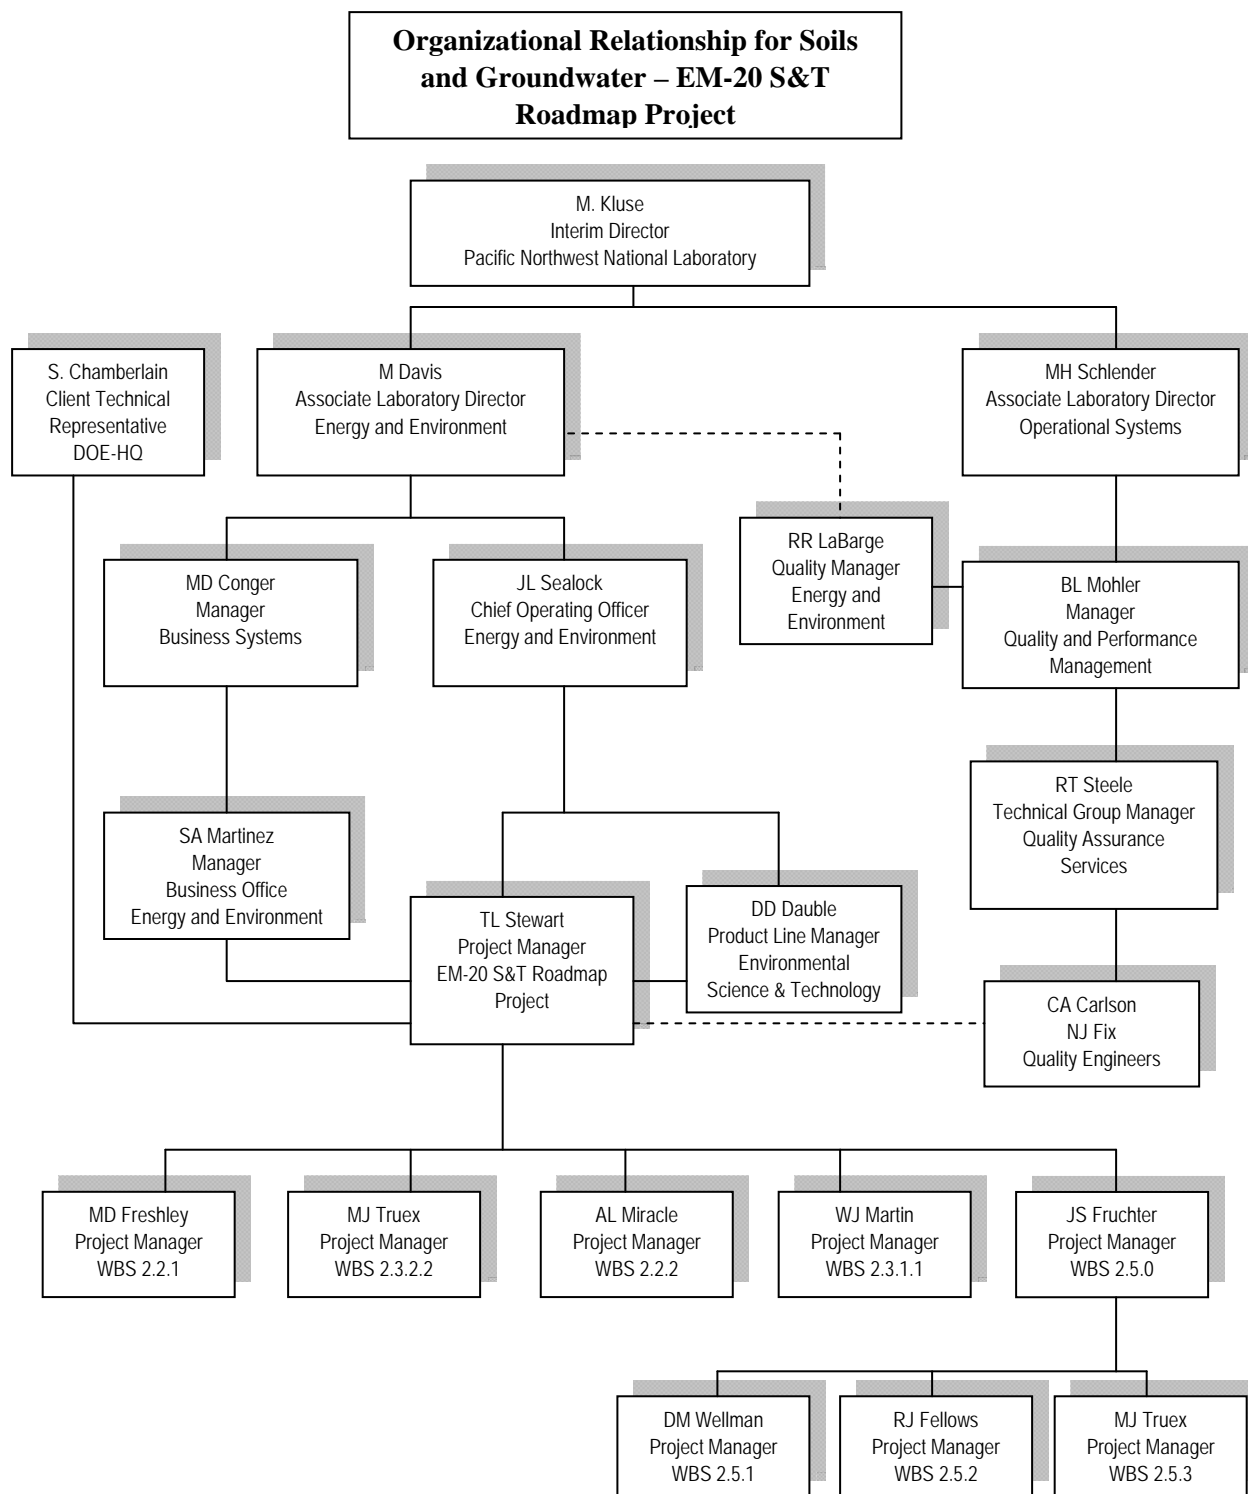 Organizational Relationship for Soils
and Groundwater – EM-20 S&T
Roadmap Project
M. Kluse
Interim Director
Pacific Northwest National Laboratory
S. Chamberlain
Client Technical
Representative
DOE-HQ
M Davis
Associate Laboratory Director
Energy and Environment
MH Schlender
Associate Laboratory Director
Operational Systems
MD Conger
Manager
Business Systems
JL Sealock
Chief Operating Officer
Energy and Environment
RR LaBarge
Quality Manager
Energy and
Environment
BL Mohler
Manager
Quality and Performance
Management
SA Martinez
Manager
Business Office
Energy and Environment
TL Stewart
Project Manager
EM-20 S&T Roadmap
Project
DD Dauble
Product Line Manager
Environmental
Science & Technology
RT Steele
Technical Group Manager
Quality Assurance
Services
CA Carlson
NJ Fix
Quality Engineers
MD Freshley
Project Manager
WBS 2.2.1
MJ Truex
Project Manager
WBS 2.3.2.2
AL Miracle
Project Manager
WBS 2.2.2
WJ Martin
Project Manager
WBS 2.3.1.1
JS Fruchter
Project Manager
WBS 2.5.0
DM Wellman
Project Manager
WBS 2.5.1
RJ Fellows
Project Manager
WBS 2.5.2
MJ Truex
Project Manager
WBS 2.5.3